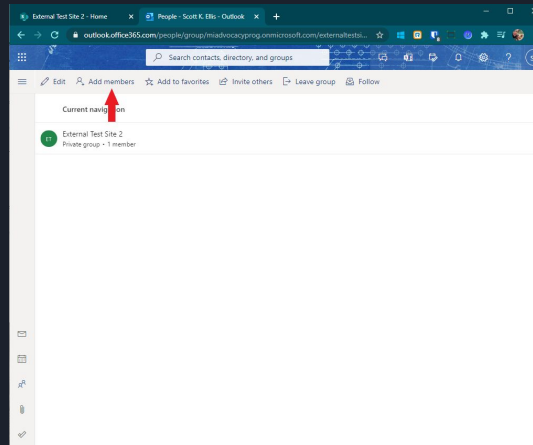 External Test Site 2 - Home
People - Scott K. Ellis - Outlook
outlook.office365.com/people/group/miadvocacyprog.onmicrosoft.com/externaltestsi...
Search contacts, directory, and groups
Edit Add members Add to favorites Invite others Leave group Follow
Current navigation
ET
External Test Site 2
Private group • 1 member